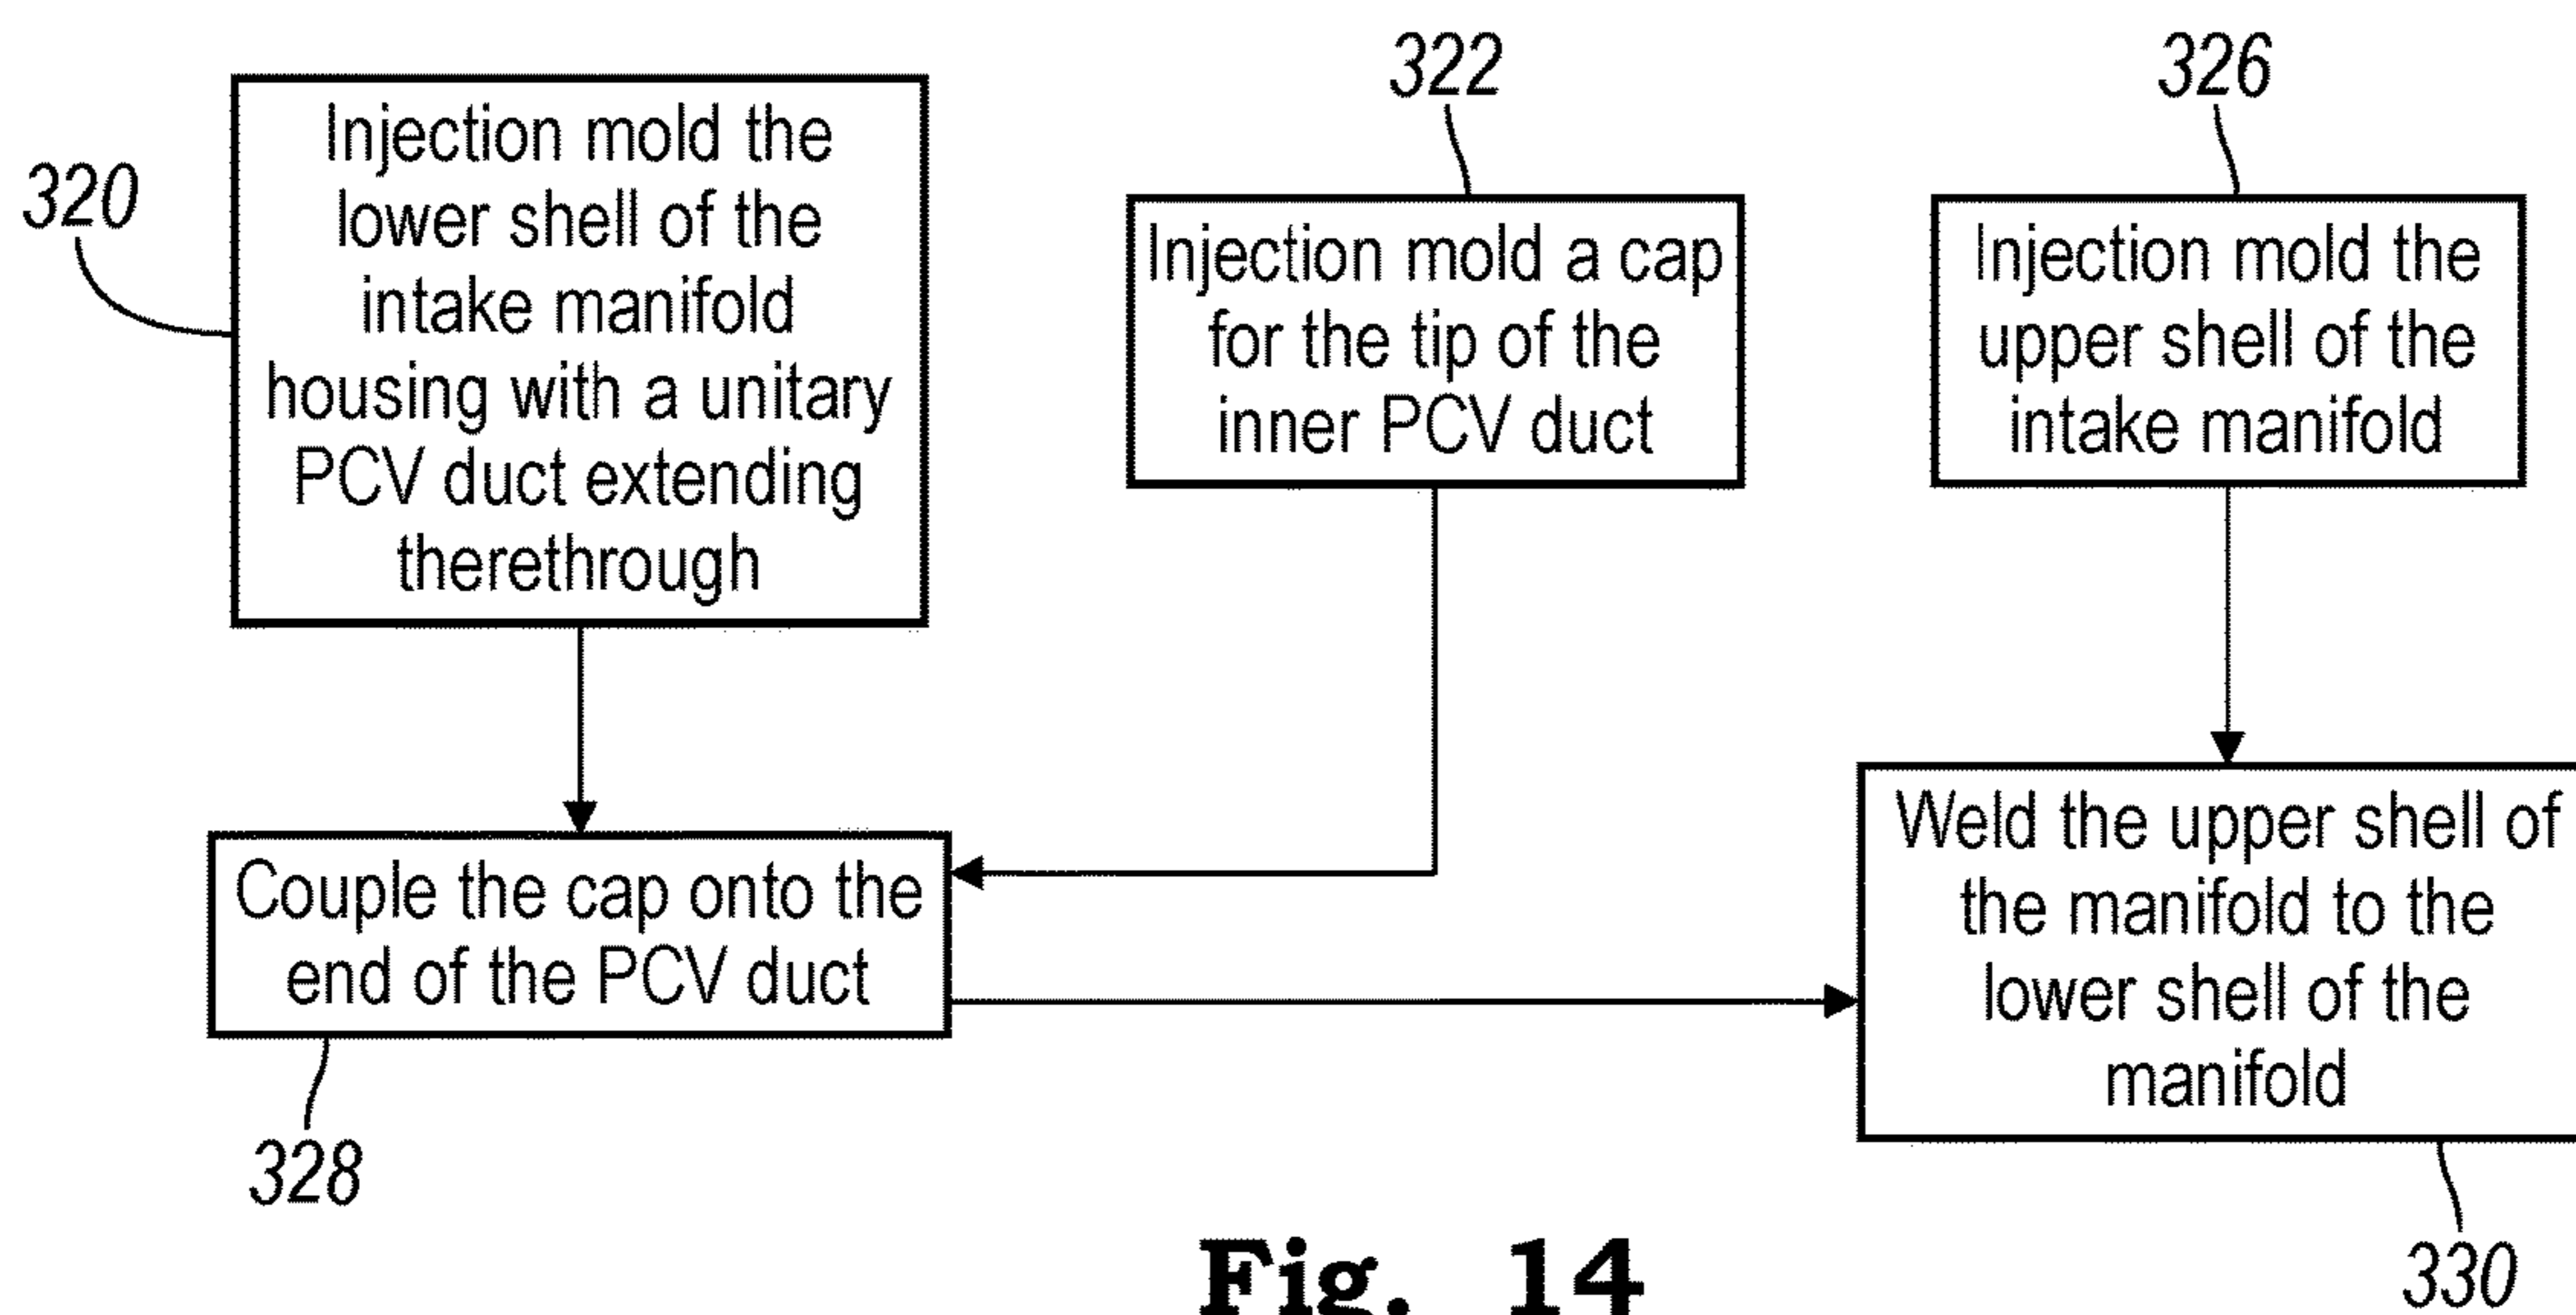 320
Injection mold the
lower shell of the
intake manifold
housing with a unitary
PCV duct extending
therethrough
322
Injection mold a cap
for the tip of the
inner PCV duct
326
Injection mold the
upper shell of the
intake manifold
Couple the cap onto the
end of the PCV duct
328
Weld the upper shell of
the manifold to the
lower shell of the
manifold
330
Fig. 14